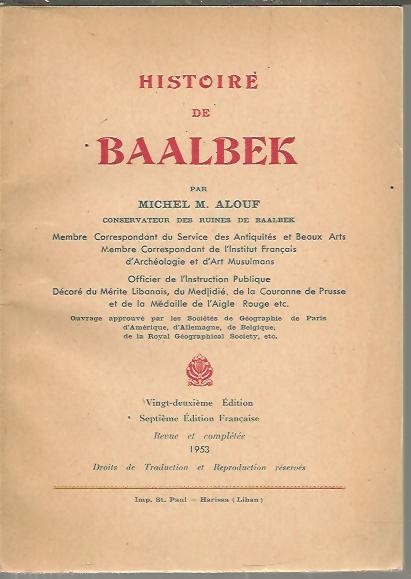 HISTOIRE
DE
BAALBEK
PAR
MICHEL M. ALOUF
CONSERVATEUR DES RUINES DE BAALBEK
Membre Correspondant du Service des Antiquités et Beaux Arts
Membre Correspondant de l'Institut Français
d'Archéologie et d'Art Musulmans
Officier de l'Instruction Publique
Décoré du Mérite Libanais, du Medjidié, de la Couronne de Prusse
et de la Médaille de l'Aigle Rouge etc.
Ouvrage approuvé par les Sociétés de Géographie de Paris
d'Amérique, d'Allemagne, de Belgique,
de la Royal Géographical Society, etc.
Vingt-deuxième Édition
Septième Édition Française
Revue et complétée
1953
Droits de Traduction et Reproduction réservés
Imp. St. Paul — Harissa (Liban)